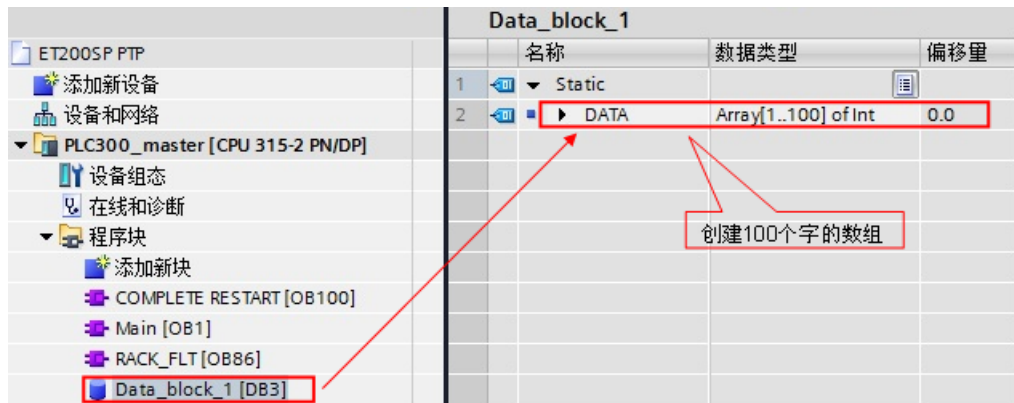 Data_block_1
ET200SP PTP
名称 数据类型 偏移量
添加新设备
1 Static
设备和网络
2 DATA Array[1..100] of Int 0.0
PLC300_master [CPU 315-2 PN/DP]
设备组态
在线和诊断
程序块
创建100个字的数组
添加新块
COMPLETE RESTART [OB100]
Main [OB1]
RACK_FLT [OB86]
Data_block_1 [DB3]